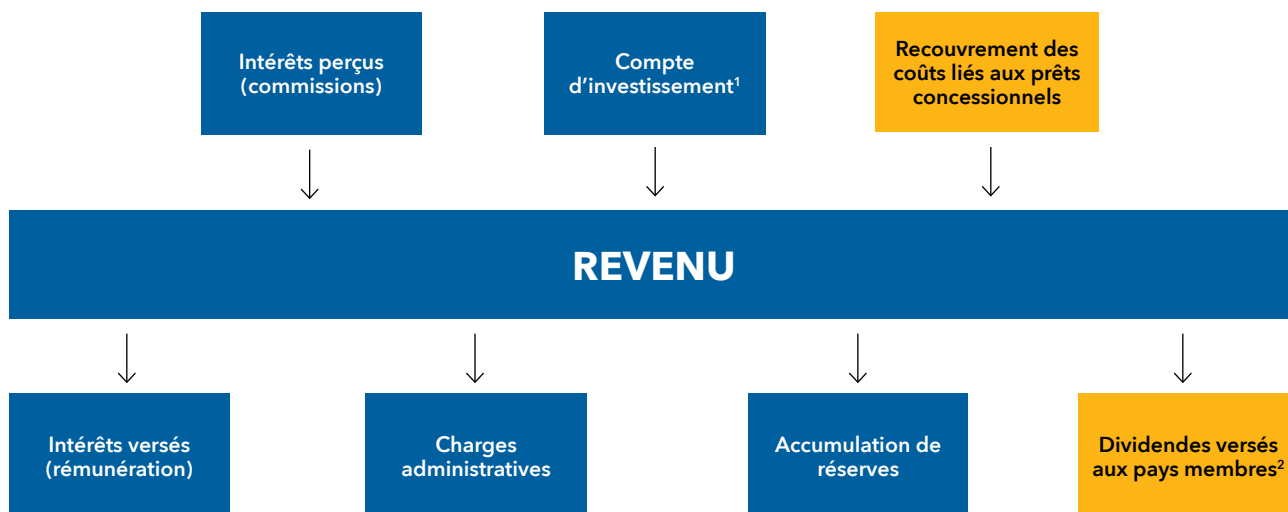 Intérêts perçus
(commissions)
Compte
d’investissement¹
Recouvrement des
coûts liés aux prêts
concessionnels
REVENU
Intérêts versés
(rémunération)
Charges
administratives
Accumulation de
réserves
Dividendes versés
aux pays membres²